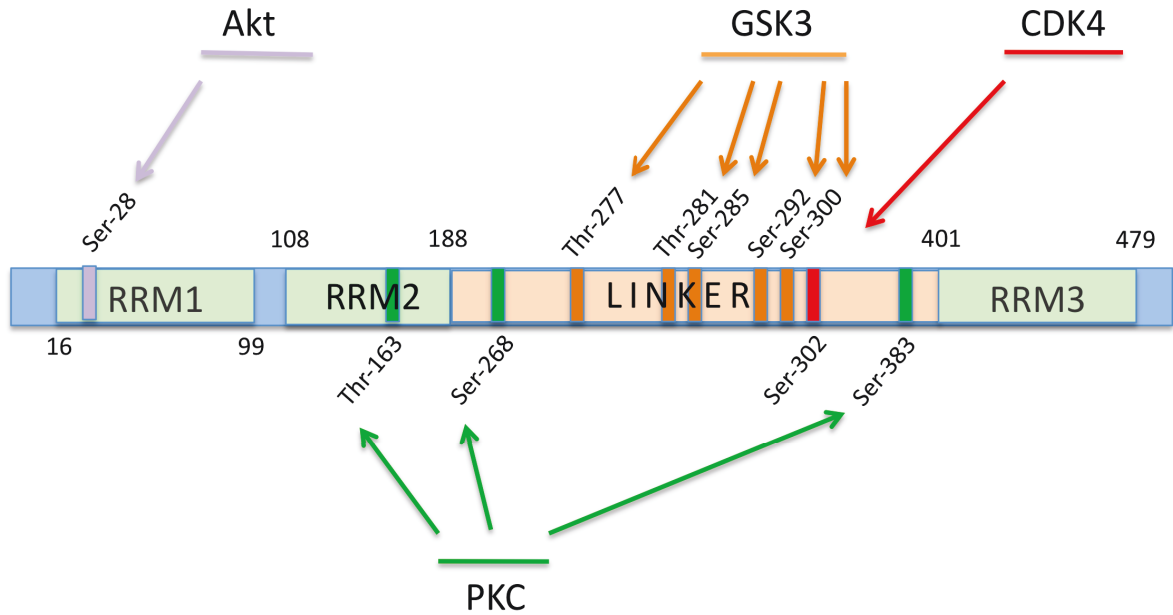 Akt GSK3 CDK4
Ser-28 Thr-277 Thr-281 Ser-285 Ser-292 Ser-300
108 188 401 479
RRM1 RRM2 LINKER RRM3
16 99 Thr-163 Ser-268 Ser-302 Ser-383
PKC